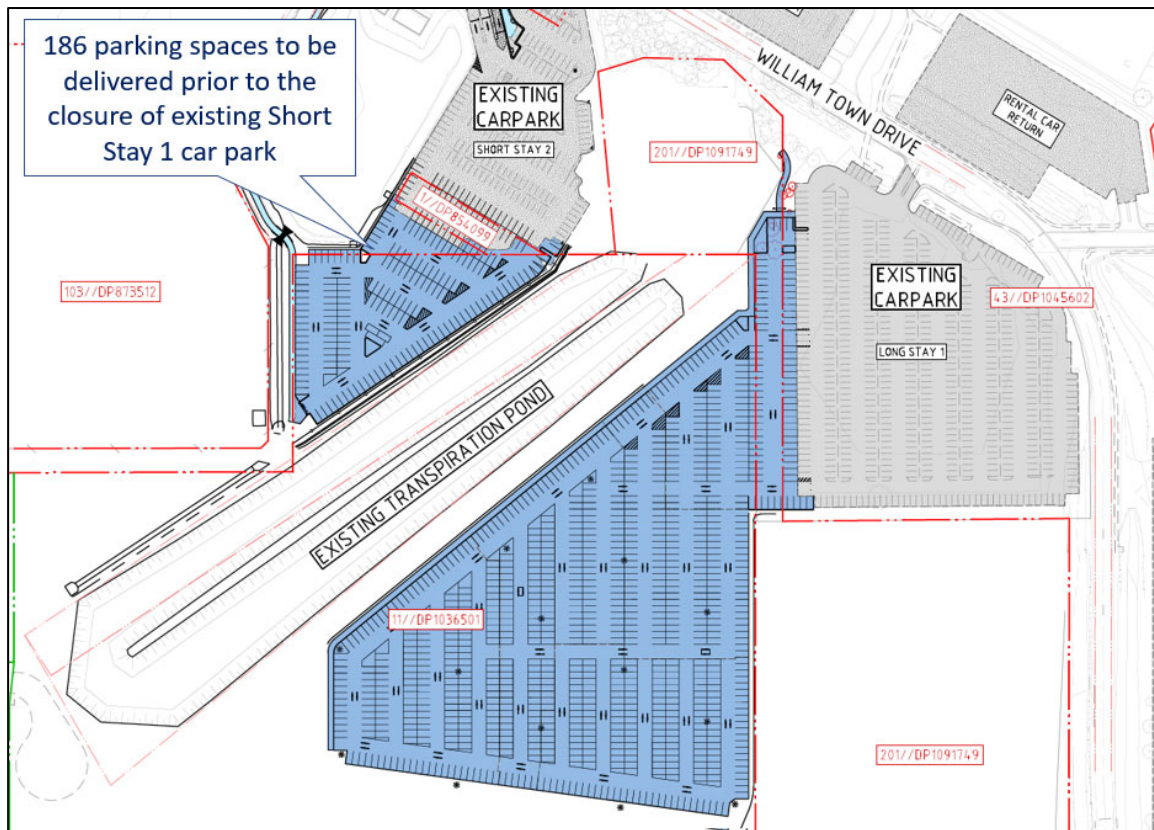 186 parking spaces to be
delivered prior to the
closure of existing Short
Stay 1 car park
EXISTING
CARPARK
SHORT STAY 2
WILLIAM TOWN DRIVE
RENTAL CAR
RETURN
201//DP1091749
1//DP854099
103//DP873512
EXISTING
CARPARK
43//DP1045602
LONG STAY 1
EXISTING TRANSPIRATION POND
11//DP1036501
201//DP1091749